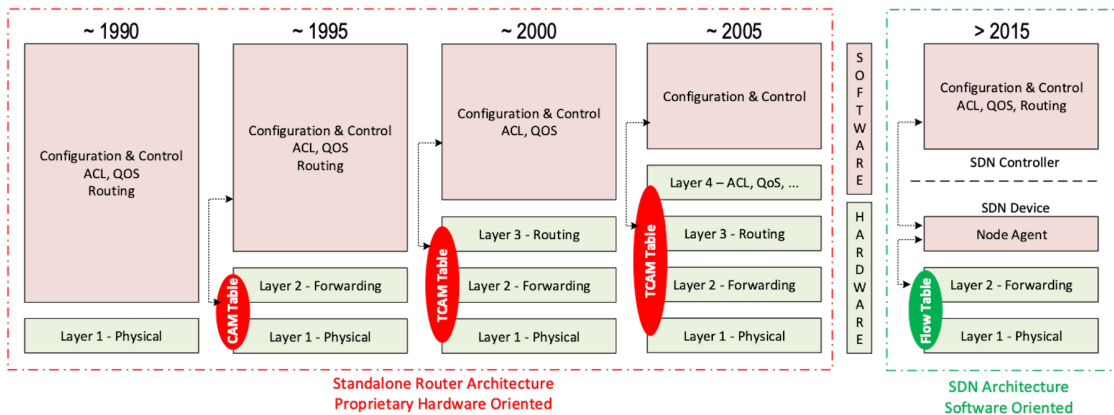 ~ 1990
Configuration & Control
ACL, QOS
Routing
Layer 1 - Physical
~ 1995
Configuration & Control
ACL, QOS
Routing
CAM Table
Layer 2 - Forwarding
Layer 1 - Physical
~ 2000
Configuration & Control
ACL, QOS
TCAM Table
Layer 3 - Routing
Layer 2 - Forwarding
Layer 1 - Physical
~ 2005
Configuration & Control
TCAM Table
Layer 4 – ACL, QoS, ...
Layer 3 - Routing
Layer 2 - Forwarding
Layer 1 - Physical
Standalone Router Architecture
Proprietary Hardware Oriented
SOFTWARE
HARDWARE
> 2015
Configuration & Control
ACL, QOS, Routing
SDN Controller
SDN Device
Node Agent
Flow Table
Layer 2 - Forwarding
Layer 1 - Physical
SDN Architecture
Software Oriented